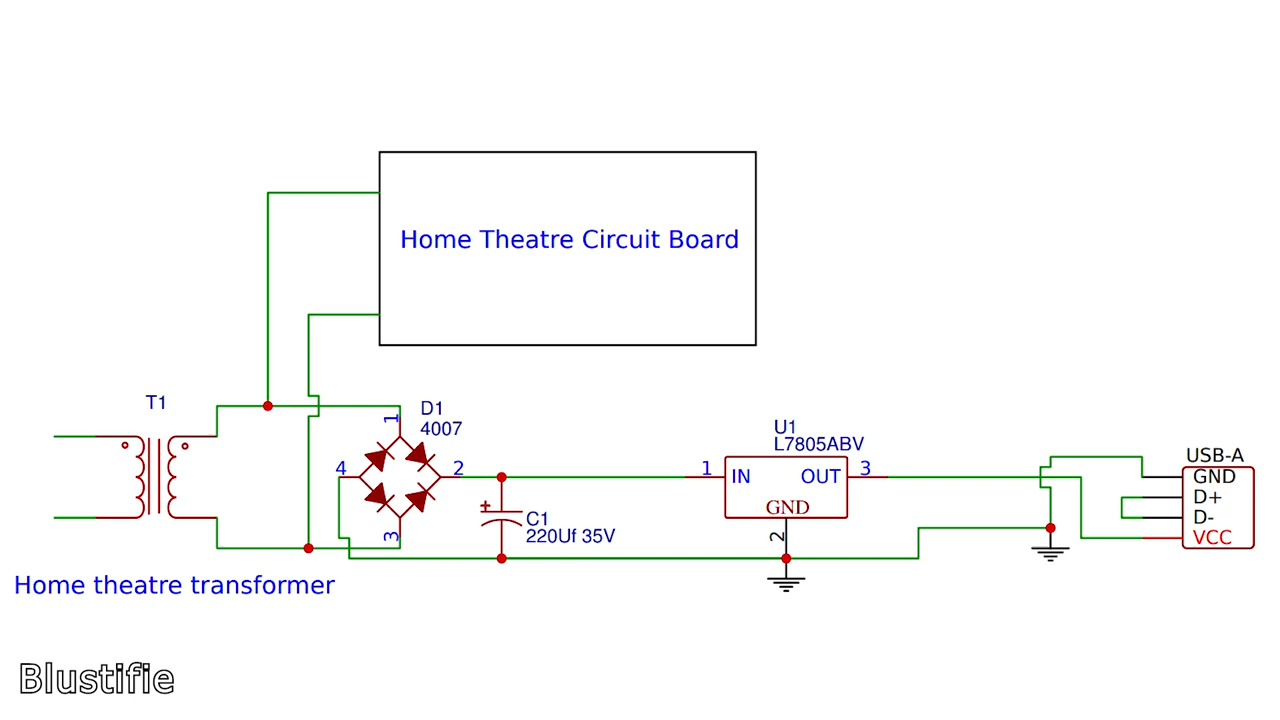 Home Theatre Circuit Board
T1
D1
4007
1
4
2
3
C1
220Uf 35V
+
U1
L7805ABV
1
IN
OUT
3
GND
2
USB-A
GND
D+
D-
VCC
Home theatre transformer
Blustifie